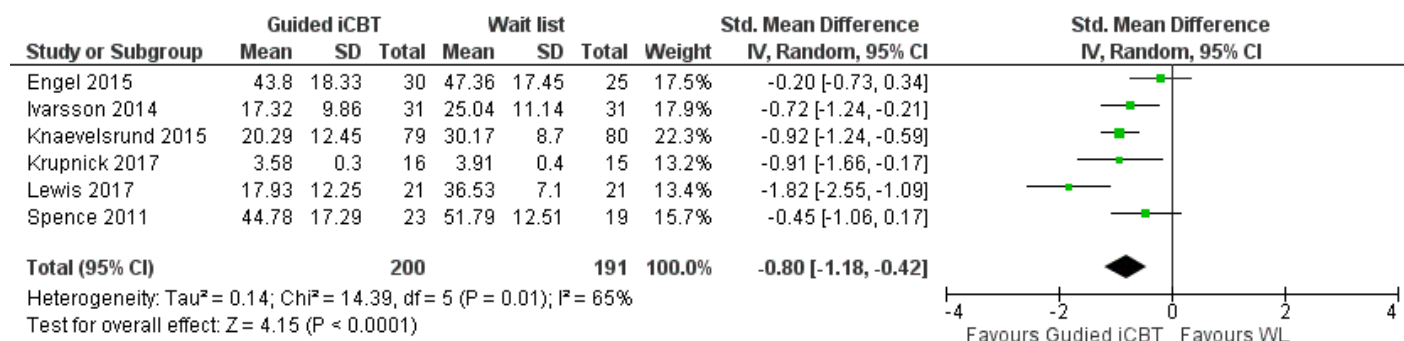 Guided iCBT Wait list Std. Mean Difference Std. Mean Difference
Study or Subgroup Mean SD Total Mean SD Total Weight IV, Random, 95% CI IV, Random, 95% CI
Engel 2015 43.8 18.33 30 47.36 17.45 25 17.5% -0.20 [-0.73, 0.34]
Ivarsson 2014 17.32 9.86 31 25.04 11.14 31 17.9% -0.72 [-1.24, -0.21]
Knaevelsrund 2015 20.29 12.45 79 30.17 8.7 80 22.3% -0.92 [-1.24, -0.59]
Krupnick 2017 3.58 0.3 16 3.91 0.4 15 13.2% -0.91 [-1.66, -0.17]
Lewis 2017 17.93 12.25 21 36.53 7.1 21 13.4% -1.82 [-2.55, -1.09]
Spence 2011 44.78 17.29 23 51.79 12.51 19 15.7% -0.45 [-1.06, 0.17]
Total (95% CI) 200 191 100.0% -0.80 [-1.18, -0.42]
Heterogeneity: Tau² = 0.14; Chi² = 14.39, df = 5 (P = 0.01); I² = 65%
Test for overall effect: Z = 4.15 (P < 0.0001)
-4 -2 0 2 4
Favours Gudied iCBT Favours WL